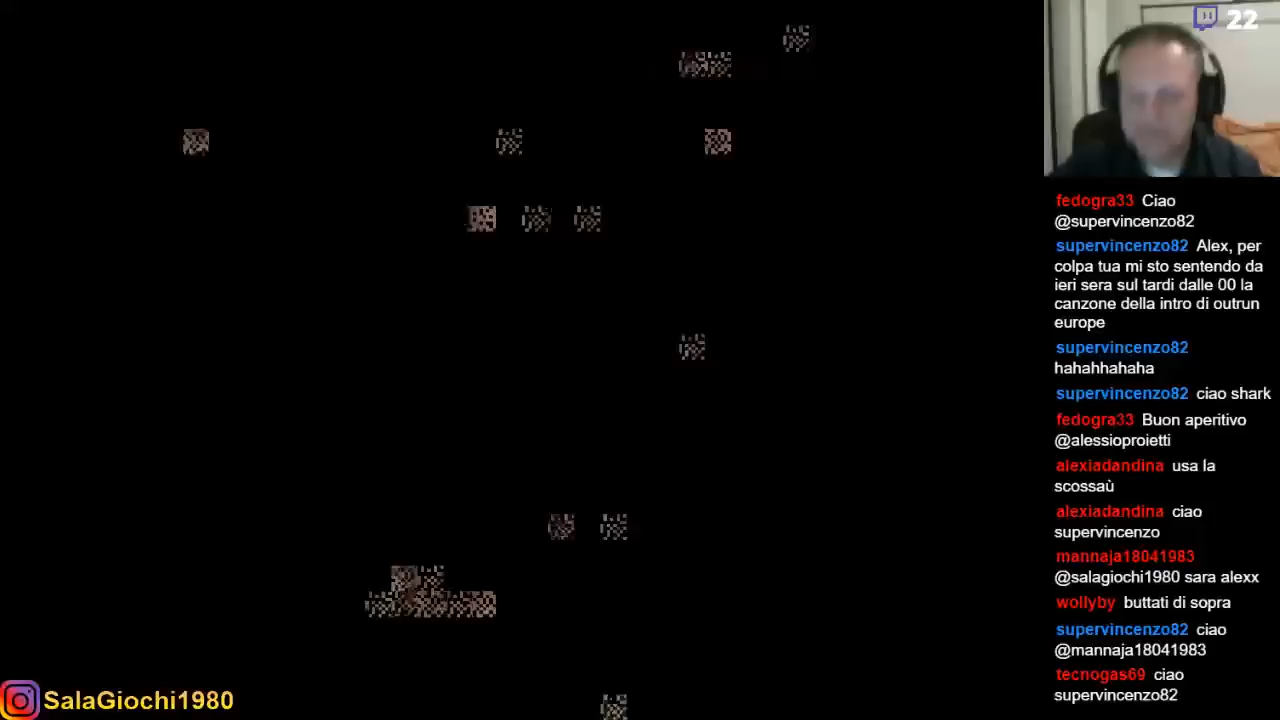 22
fedogra33 Ciao
@supervincenzo82
supervincenzo82 Alex, per
colpa tua mi sto sentendo da
ieri sera sul tardi dalle 00 la
canzone della intro di outrun
europe
supervincenzo82
hahahhahaha
supervincenzo82 ciao shark
fedogra33 Buon aperitivo
@alessioproietti
alexiadandina usa la
scossaù
alexiadandina ciao
supervincenzo
mannaja18041983
@salagiochi1980 sara alexx
wollyby buttati di sopra
supervincenzo82 ciao
@mannaja18041983
tecnogas69 ciao
supervincenzo82
SalaGiochi1980